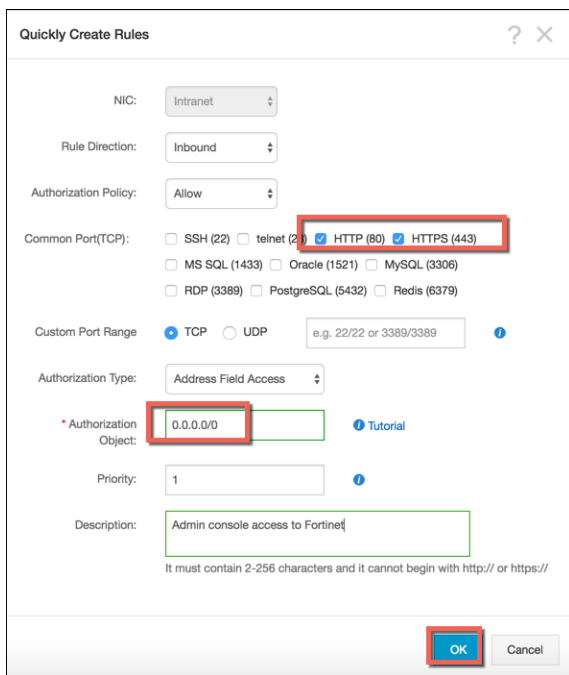 Quickly Create Rules
NIC: Intranet
Rule Direction: Inbound
Authorization Policy: Allow
Common Port(TCP): SSH (22) telnet (2 HTTP (80) HTTPS (443)
MS SQL (1433) Oracle (1521) MySQL (3306)
RDP (3389) PostgreSQL (5432) Redis (6379)
Custom Port Range TCP UDP e.g. 22/22 or 3389/3389
Authorization Type: Address Field Access
* Authorization Object: 0.0.0.0/0 Tutorial
Priority: 1
Description: Admin console access to Fortinet
It must contain 2-256 characters and it cannot begin with http:// or https://
OK Cancel